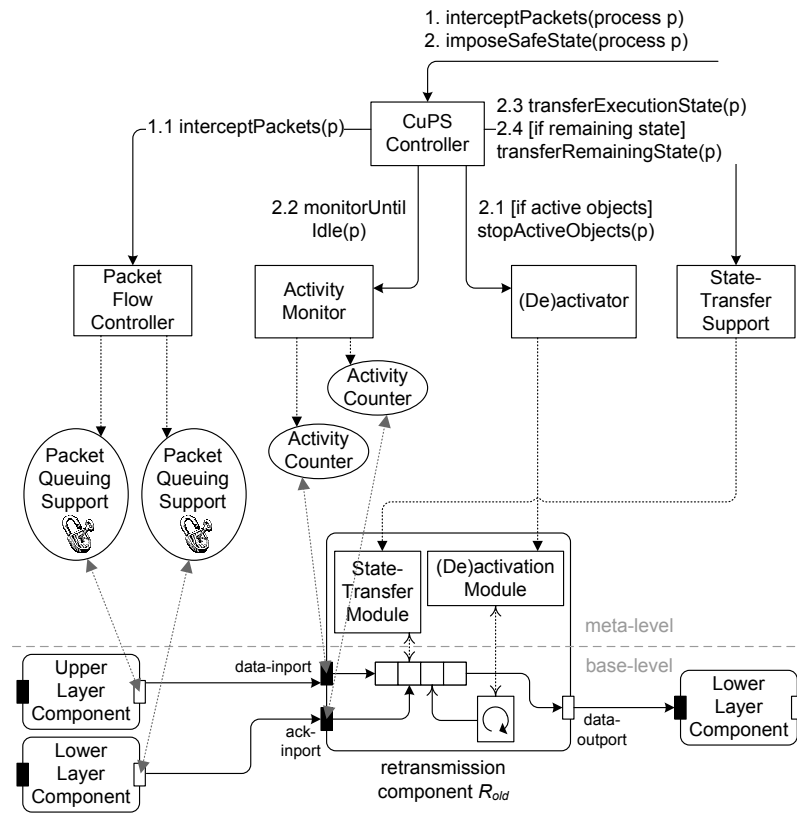 1. interceptPackets(process p)
2. imposeSafeState(process p)
1.1 interceptPackets(p)
CuPS
Controller
2.3 transferExecutionState(p)
2.4 [if remaining state]
transferRemainingState(p)
2.2 monitorUntil
Idle(p)
2.1 [if active objects]
stopActiveObjects(p)
Packet
Flow
Controller
Activity
Monitor
(De)activator
State-
Transfer
Support
Activity
Counter
Activity
Counter
Packet
Queuing
Support
Packet
Queuing
Support
State-
Transfer
Module
(De)activation
Module
meta-level
base-level
Upper
Layer
Component
data-inport
Lower
Layer
Component
ack-
inport
data-
outport
Lower
Layer
Component
retransmission
component R_old